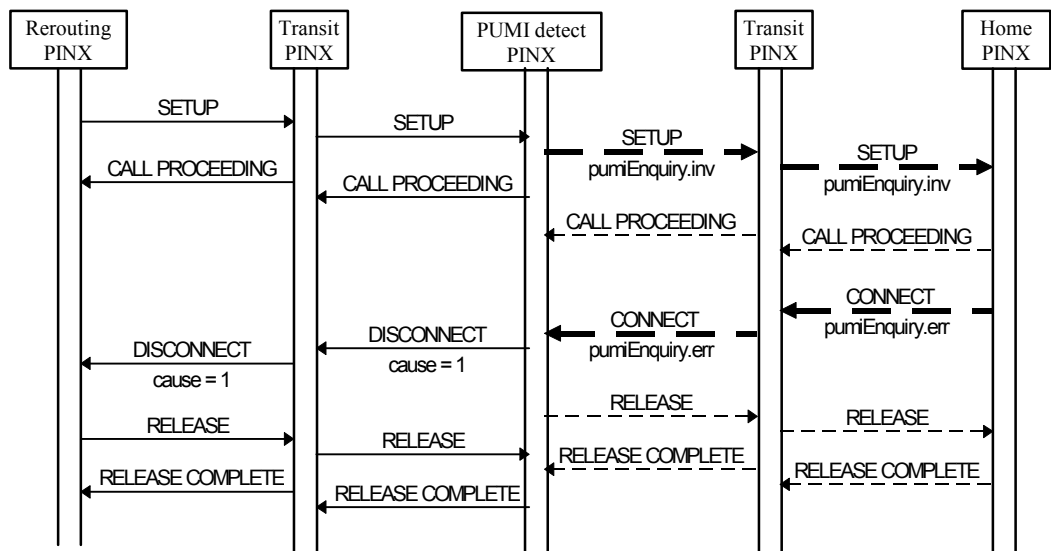 Rerouting
PINX
Transit
PINX
PUMI detect
PINX
Transit
PINX
Home
PINX
SETUP
SETUP
SETUP
pumiEnquiry.inv
SETUP
pumiEnquiry.inv
CALL PROCEEDING
CALL PROCEEDING
CALL PROCEEDING
CALL PROCEEDING
CONNECT
pumiEnquiry.err
CONNECT
pumiEnquiry.err
DISCONNECT
cause = 1
DISCONNECT
cause = 1
RELEASE
RELEASE
RELEASE
RELEASE
RELEASE COMPLETE
RELEASE COMPLETE
RELEASE COMPLETE
RELEASE COMPLETE